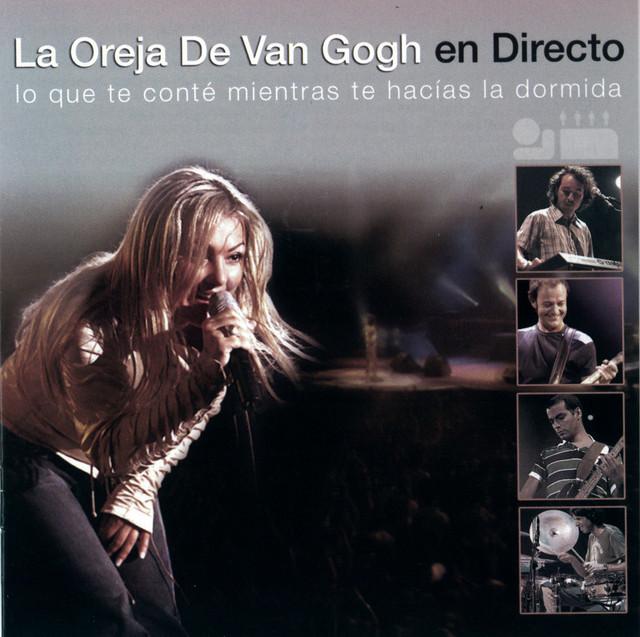 La Oreja De Van Gogh en Directo
lo que te conté mientras te hacías la dormida